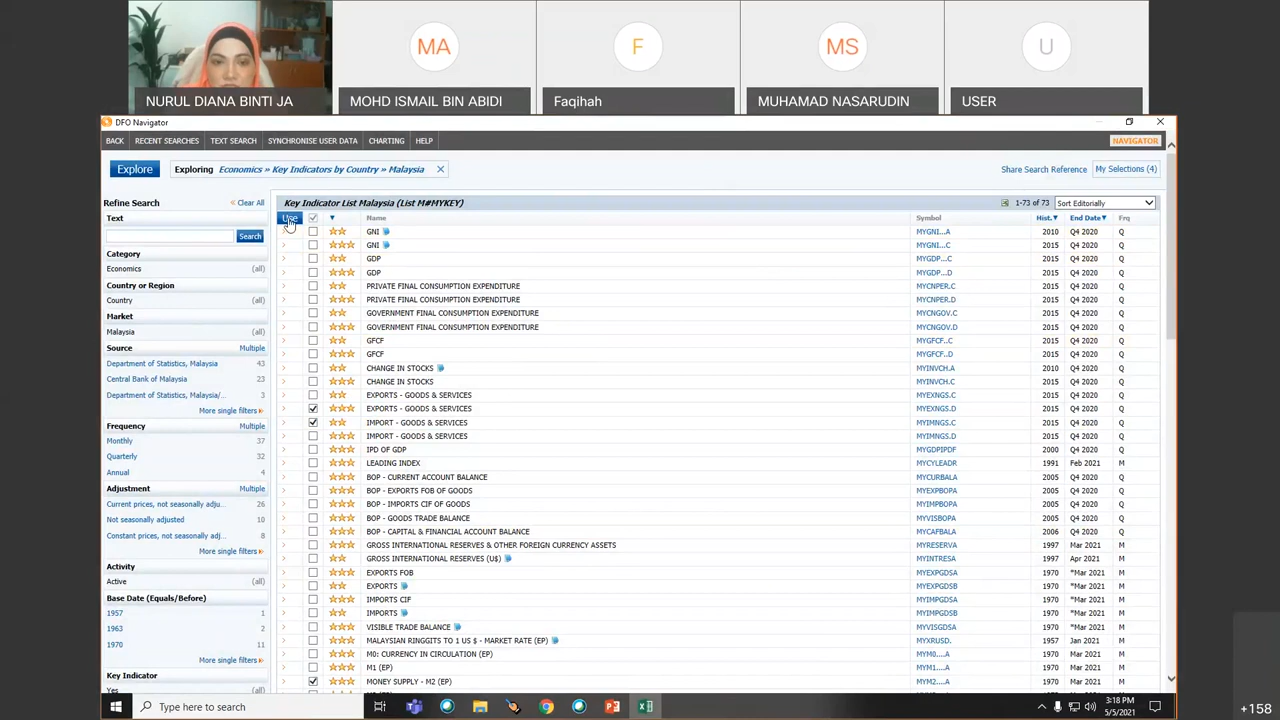 MA
F
MS
U
NURUL DIANA BINTI JA
MOHD ISMAIL BIN ABIDI
Faqihah
MUHAMAD NASARUDIN
USER
DFO Navigator
BACK RECENT SEARCHES TEXT SEARCH SYNCHRONISE USER DATA CHARTING HELP NAVIGATOR
Explore Exploring Economics » Key Indicators by Country » Malaysia Share Search Reference My Selections (4)
Refine Search « Clear All
Text
Search
Category
Economics (all)
Country or Region
Country (all)
Market
Malaysia (all)
Source Multiple
Department of Statistics, Malaysia 43
Central Bank of Malaysia 23
Department of Statistics, Malaysia/... 3
More single filters
Frequency Multiple
Monthly 37
Quarterly 32
Annual 4
Adjustment Multiple
Current prices, not seasonally adju... 26
Not seasonally adjusted 10
Constant prices, not seasonally adj... 8
More single filters
Activity
Active (all)
Base Date (Equals/Before)
1957 1
1963 2
1970 11
More single filters
Key Indicator
Yes (all)
Key Indicator List Malaysia (List M#MYKEY) 1-73 of 73 Sort Editorially
Use Name Symbol Hist. End Date Frq
GNI MYGNI...A 2010 Q4 2020 Q
GNI MYGNI...C 2015 Q4 2020 Q
GDP MYGDP...C 2015 Q4 2020 Q
GDP MYGDP...D 2015 Q4 2020 Q
PRIVATE FINAL CONSUMPTION EXPENDITURE MYCNPER.C 2015 Q4 2020 Q
PRIVATE FINAL CONSUMPTION EXPENDITURE MYCNPER.D 2015 Q4 2020 Q
GOVERNMENT FINAL CONSUMPTION EXPENDITURE MYCNGOV.C 2015 Q4 2020 Q
GOVERNMENT FINAL CONSUMPTION EXPENDITURE MYCNGOV.D 2015 Q4 2020 Q
GFCF MYGFCF..C 2015 Q4 2020 Q
GFCF MYGFCF..D 2015 Q4 2020 Q
CHANGE IN STOCKS MYINVCH.A 2010 Q4 2020 Q
CHANGE IN STOCKS MYINVCH.C 2015 Q4 2020 Q
EXPORTS - GOODS & SERVICES MYEXNGS.C 2015 Q4 2020 Q
EXPORTS - GOODS & SERVICES MYEXNGS.D 2015 Q4 2020 Q
IMPORT - GOODS & SERVICES MYIMNGS.C 2015 Q4 2020 Q
IMPORT - GOODS & SERVICES MYIMNGS.D 2015 Q4 2020 Q
IPD OF GDP MYGDPIPDF 2000 Q4 2020 Q
LEADING INDEX MYCYLEADR 1991 Feb 2021 M
BOP - CURRENT ACCOUNT BALANCE MYCURBALA 2005 Q4 2020 Q
BOP - EXPORTS FOB OF GOODS MYEXPBOPA 2005 Q4 2020 Q
BOP - IMPORTS CIF OF GOODS MYIMPBOPA 2005 Q4 2020 Q
BOP - GOODS TRADE BALANCE MYVISBOPA 2005 Q4 2020 Q
BOP - CAPITAL & FINANCIAL ACCOUNT BALANCE MYCAFBALA 2006 Q4 2020 Q
GROSS INTERNATIONAL RESERVES & OTHER FOREIGN CURRENCY ASSETS MYRESERVA 1997 Mar 2021 M
GROSS INTERNATIONAL RESERVES (U$) MYINTRESA 1997 Apr 2021 M
EXPORTS FOB MYEXPGDSA 1970 *Mar 2021 M
EXPORTS MYEXPGDSB 1970 *Mar 2021 M
IMPORTS CIF MYIMPGDSA 1970 *Mar 2021 M
IMPORTS MYIMPGDSB 1970 *Mar 2021 M
VISIBLE TRADE BALANCE MYVISGDSA 1970 *Mar 2021 M
MALAYSIAN RINGGITS TO 1 US $ - MARKET RATE (EP) MYXRUSD. 1957 Jan 2021 M
M0: CURRENCY IN CIRCULATION (EP) MYM0....A 1970 Mar 2021 M
M1 (EP) MYM1....A 1970 Mar 2021 M
MONEY SUPPLY - M2 (EP) MYM2....A 1970 Mar 2021 M
Type here to search
3:18 PM
5/5/2021
+158